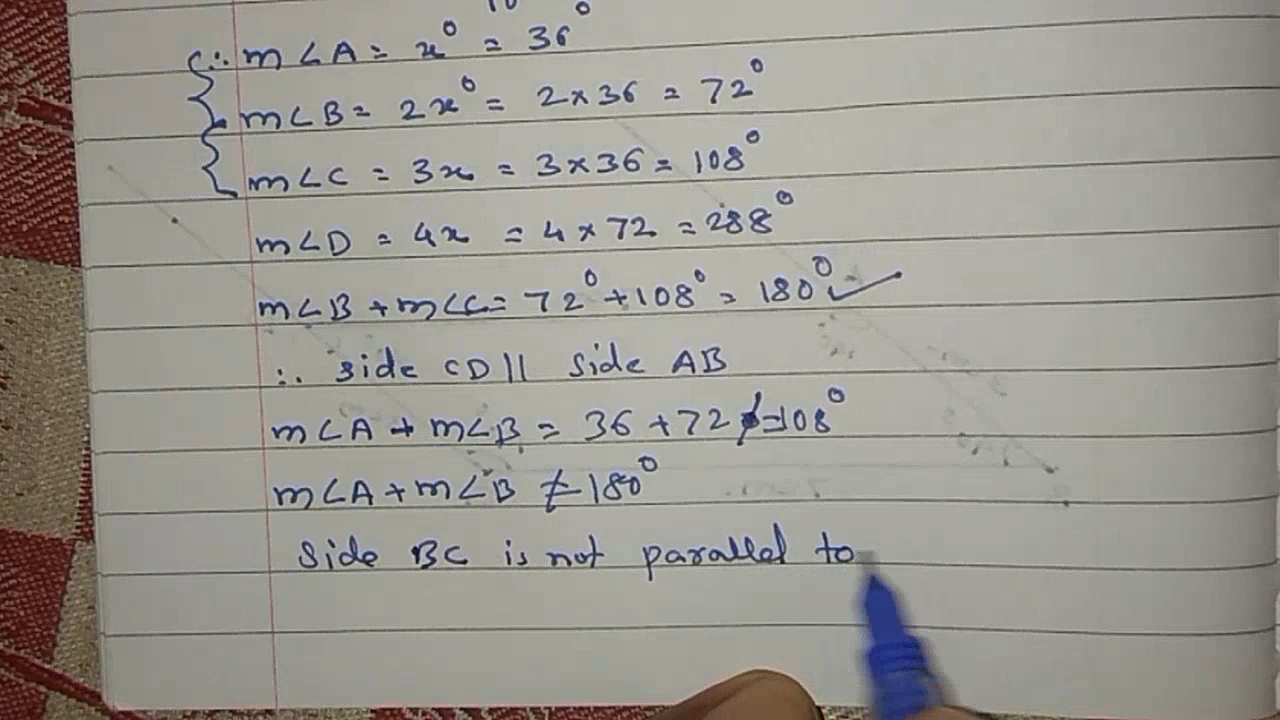 10
∴ m∠A = x° = 36°
m∠B = 2x° = 2×36 = 72°
m∠C = 3x = 3×36 = 108°
m∠D = 4x = 4×72 = 288°
m∠B + m∠C = 72° + 108° = 180° ✓
∴ side CD || side AB
m∠A + m∠B = 36 + 72 = 108°
m∠A + m∠B ≠ 180°
Side BC is not parallel to